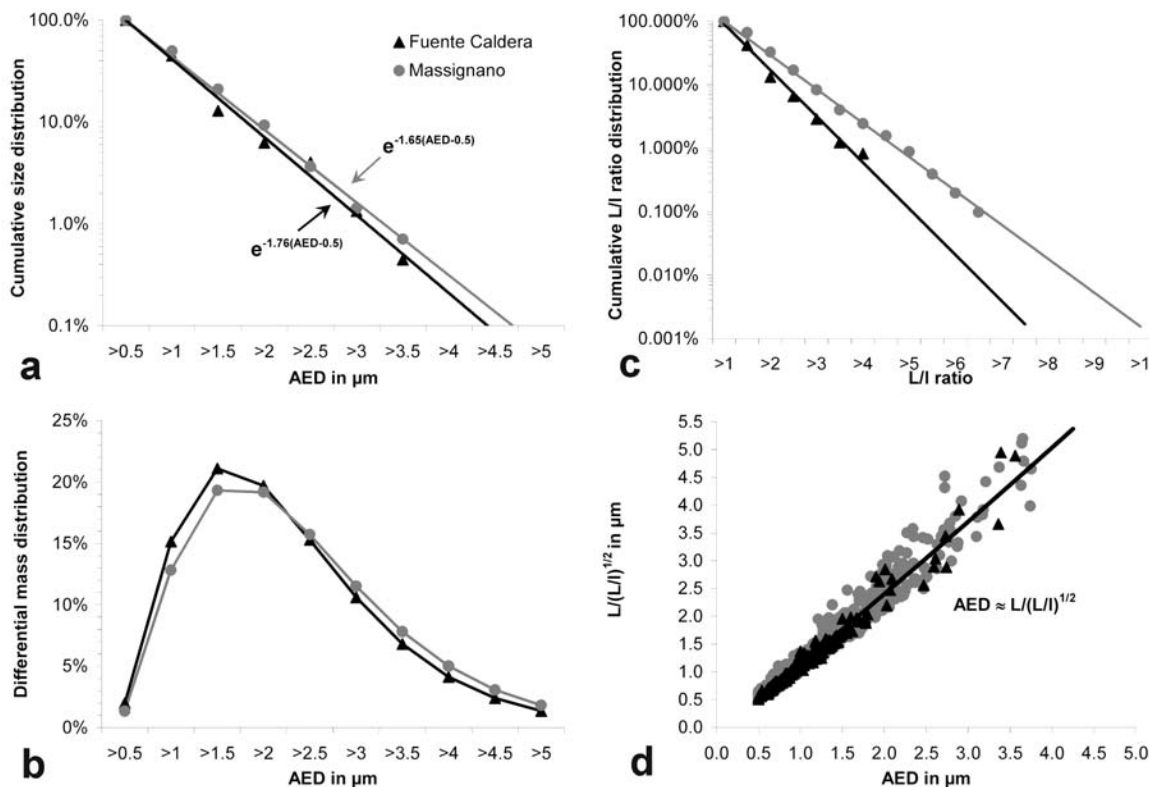 100.0%
10.0%
1.0%
0.1%
Cumulative size distribution
Fuente Caldera
Massignano
e^-1.65(AED-0.5)
e^-1.76(AED-0.5)
>0.5 >1 >1.5 >2 >2.5 >3 >3.5 >4 >4.5 >5
AED in µm
a
100.000%
10.000%
1.000%
0.100%
0.010%
0.001%
Cumulative L/l ratio distribution
>1 >2 >3 >4 >5 >6 >7 >8 >9 >1
L/l ratio
c
25%
20%
15%
10%
5%
0%
Differential mass distribution
>0.5 >1 >1.5 >2 >2.5 >3 >3.5 >4 >4.5 >5
AED in µm
b
5.5
5.0
4.5
4.0
3.5
3.0
2.5
2.0
1.5
1.0
0.5
0.0
L/(L/l)^1/2 in µm
AED ≈ L/(L/l)^1/2
0.0 0.5 1.0 1.5 2.0 2.5 3.0 3.5 4.0 4.5 5.0
AED in µm
d